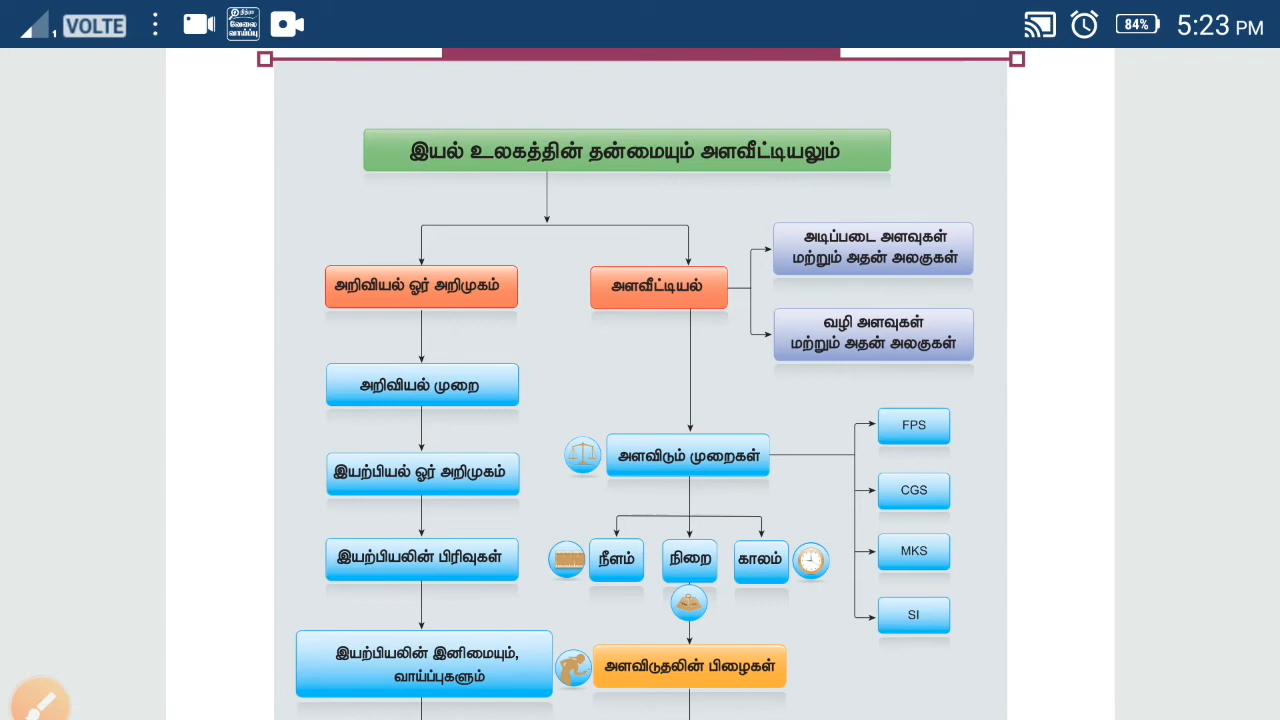 1 VOLTE
வேலை
வாய்ப்பு
84%
5:23 PM
இயல் உலகத்தின் தன்மையும் அளவீட்டியலும்
அறிவியல் ஓர் அறிமுகம்
அளவீட்டியல்
அடிப்படை அளவுகள்
மற்றும் அதன் அலகுகள்
வழி அளவுகள்
மற்றும் அதன் அலகுகள்
அறிவியல் முறை
இயற்பியல் ஓர் அறிமுகம்
இயற்பியலின் பிரிவுகள்
இயற்பியலின் இனிமையும்,
வாய்ப்புகளும்
அளவிடும் முறைகள்
FPS
CGS
MKS
SI
நீளம்
நிறை
காலம்
அளவிடுதலின் பிழைகள்